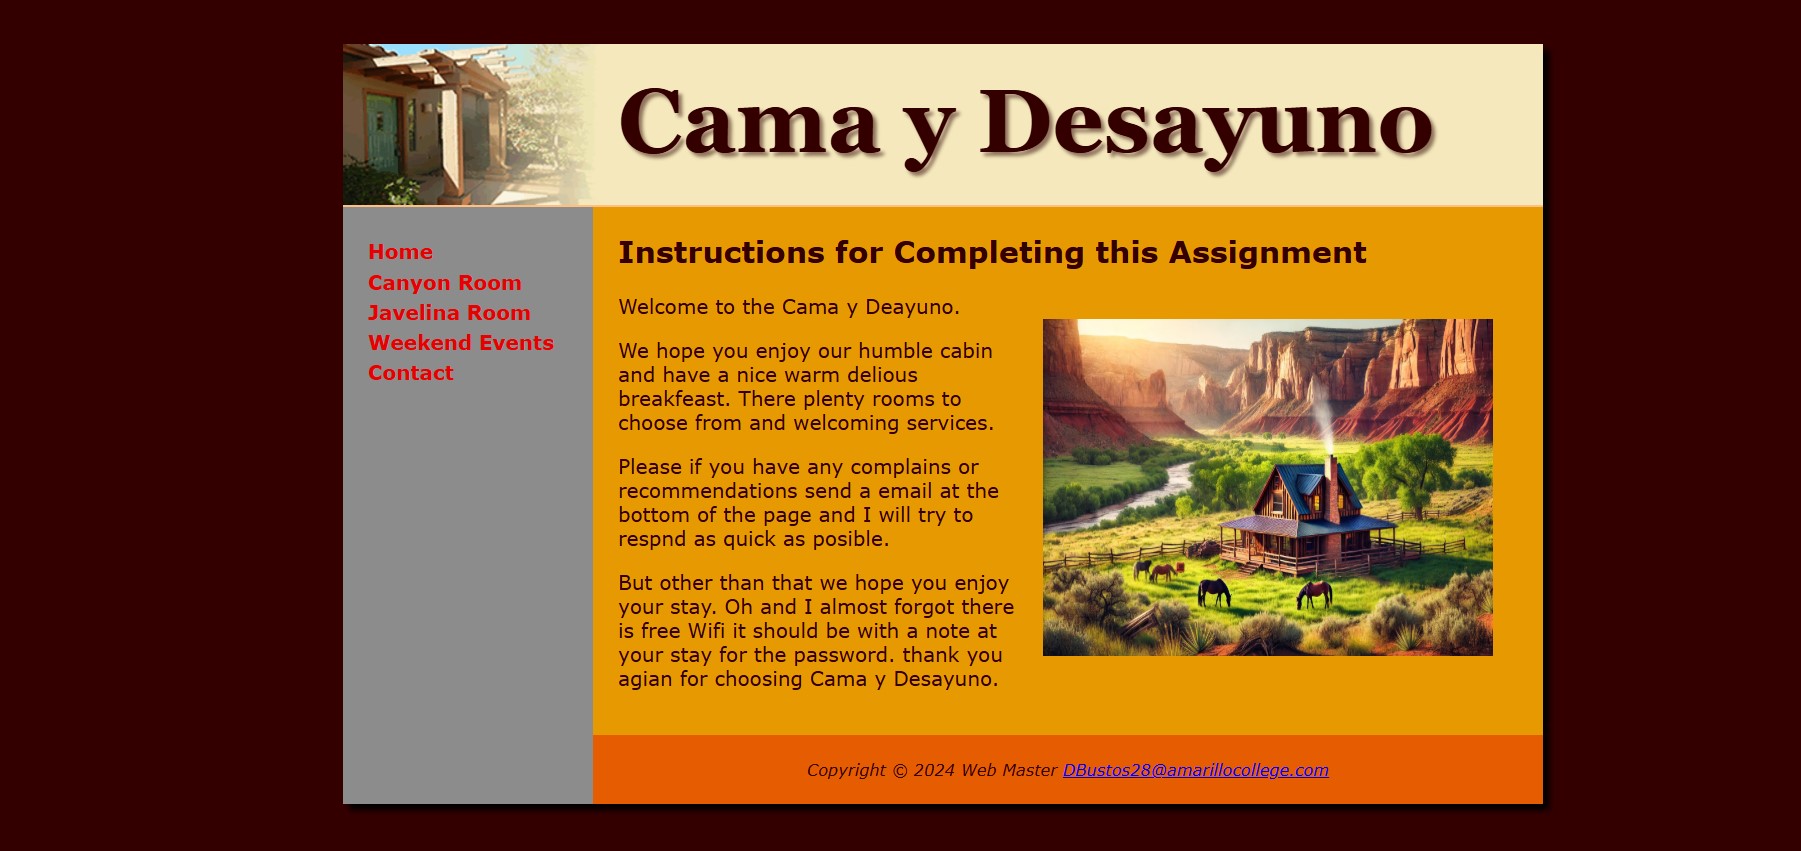 Cama y Desayuno
Home
Canyon Room
Javelina Room
Weekend Events
Contact
Instructions for Completing this Assignment
Welcome to the Cama y Deayuno.
We hope you enjoy our humble cabin
and have a nice warm delious
breakfeast. There plenty rooms to
choose from and welcoming services.
Please if you have any complains or
recommendations send a email at the
bottom of the page and I will try to
respnd as quick as posible.
But other than that we hope you enjoy
your stay. Oh and I almost forgot there
is free Wifi it should be with a note at
your stay for the password. thank you
agian for choosing Cama y Desayuno.
Copyright © 2024 Web Master DBustos28@amarillocollege.com